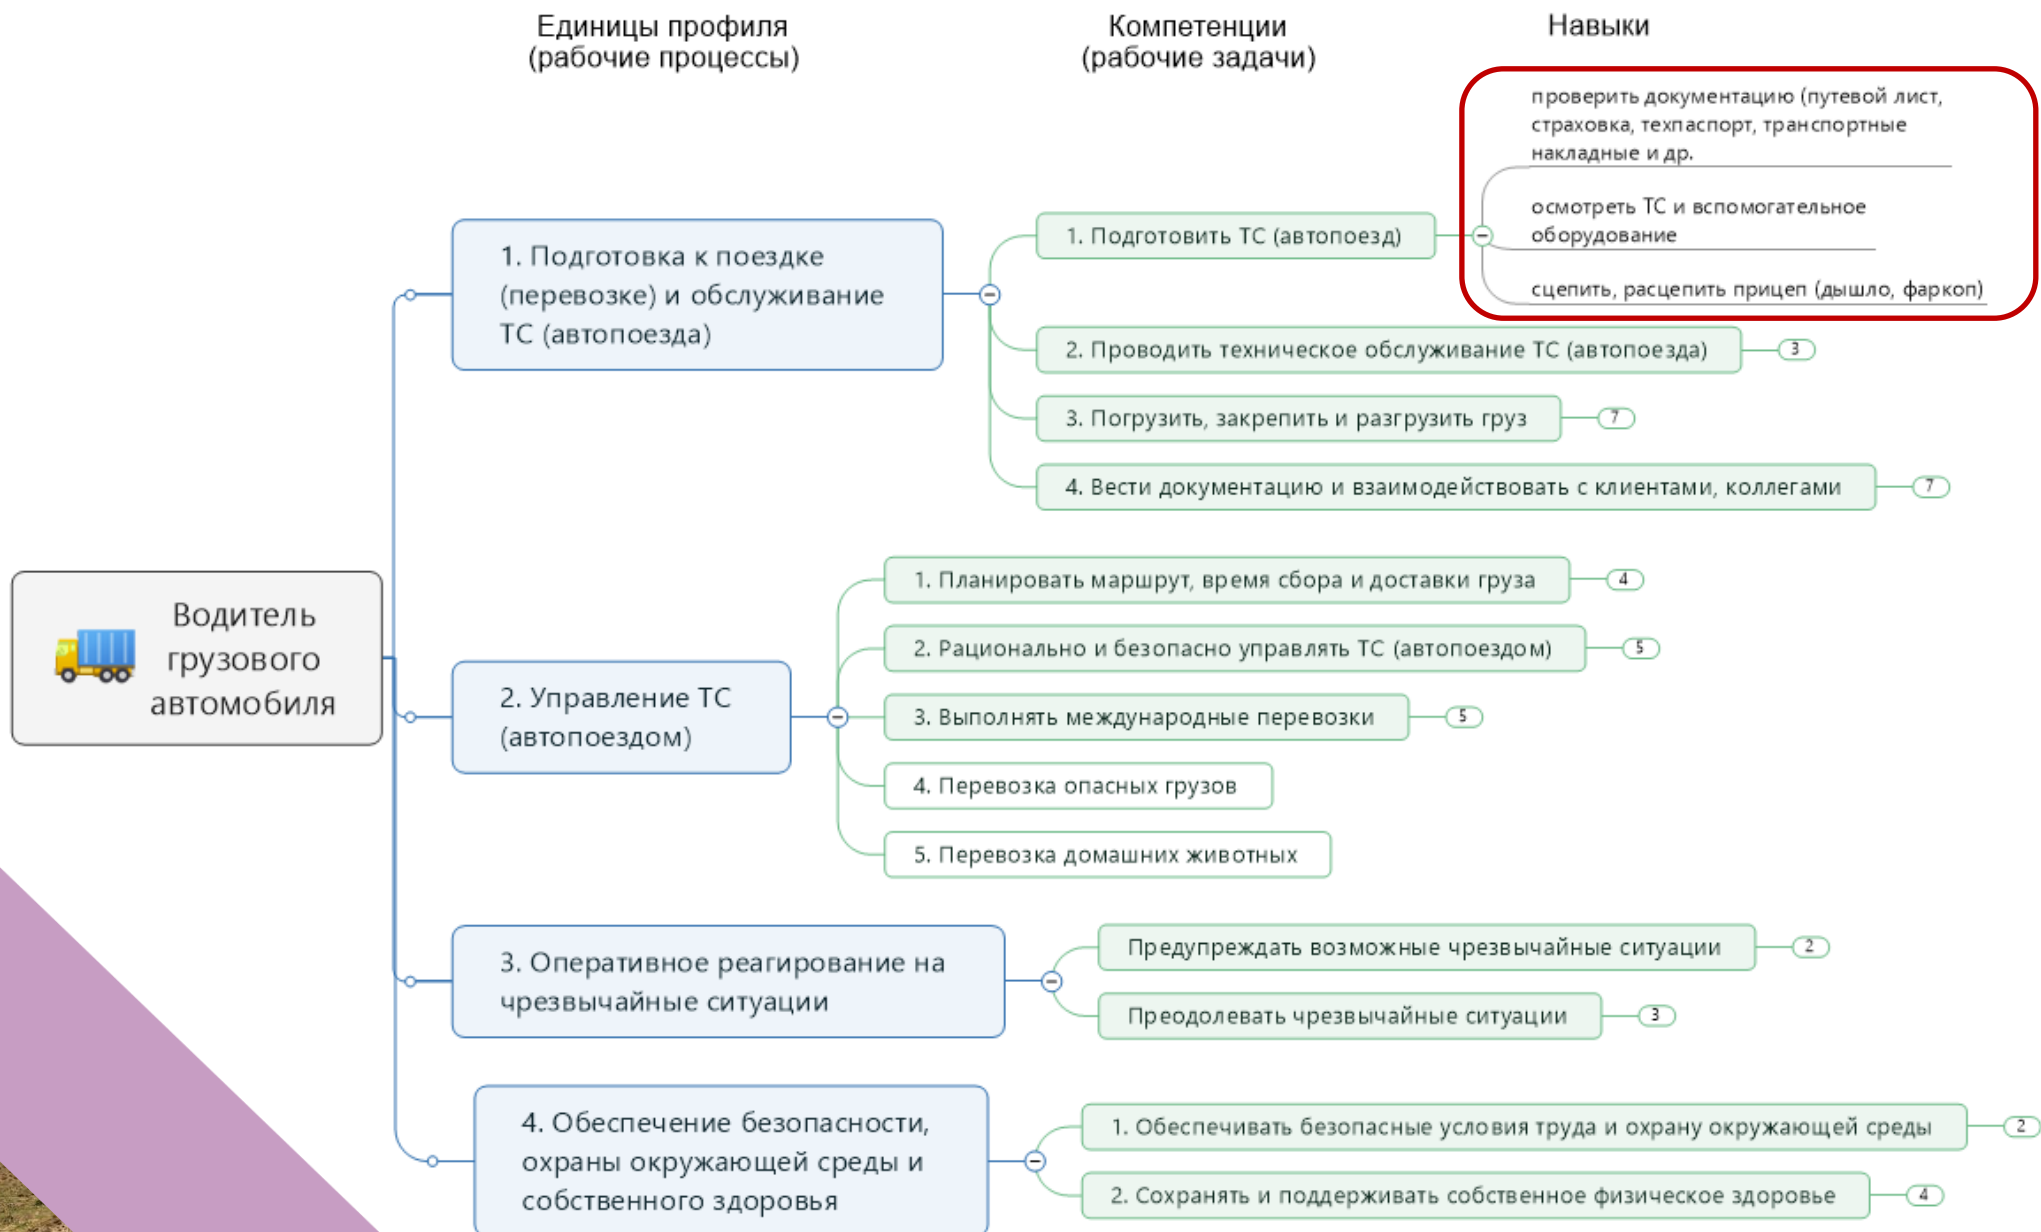 Единицы профиля
(рабочие процессы)
Компетенции
(рабочие задачи)
Навыки
проверить документацию (путевой лист,
страховка, техпаспорт, транспортные
накладные и др.
осмотреть ТС и вспомогательное
оборудование
сцепить, расцепить прицеп (дышло, фаркоп)
1. Подготовка к поездке
(перевозке) и обслуживание
ТС (автопоезда)
1. Подготовить ТС (автопоезд)
2. Проводить техническое обслуживание ТС (автопоезда)
3
3. Погрузить, закрепить и разгрузить груз
7
4. Вести документацию и взаимодействовать с клиентами, коллегами
7
Водитель
грузового
автомобиля
2. Управление ТС
(автопоездом)
1. Планировать маршрут, время сбора и доставки груза
4
2. Рационально и безопасно управлять ТС (автопоездом)
5
3. Выполнять международные перевозки
5
4. Перевозка опасных грузов
5. Перевозка домашних животных
3. Оперативное реагирование на
чрезвычайные ситуации
Предупреждать возможные чрезвычайные ситуации
2
Преодолевать чрезвычайные ситуации
3
4. Обеспечение безопасности,
охраны окружающей среды и
собственного здоровья
1. Обеспечивать безопасные условия труда и охрану окружающей среды
2
2. Сохранять и поддерживать собственное физическое здоровье
4